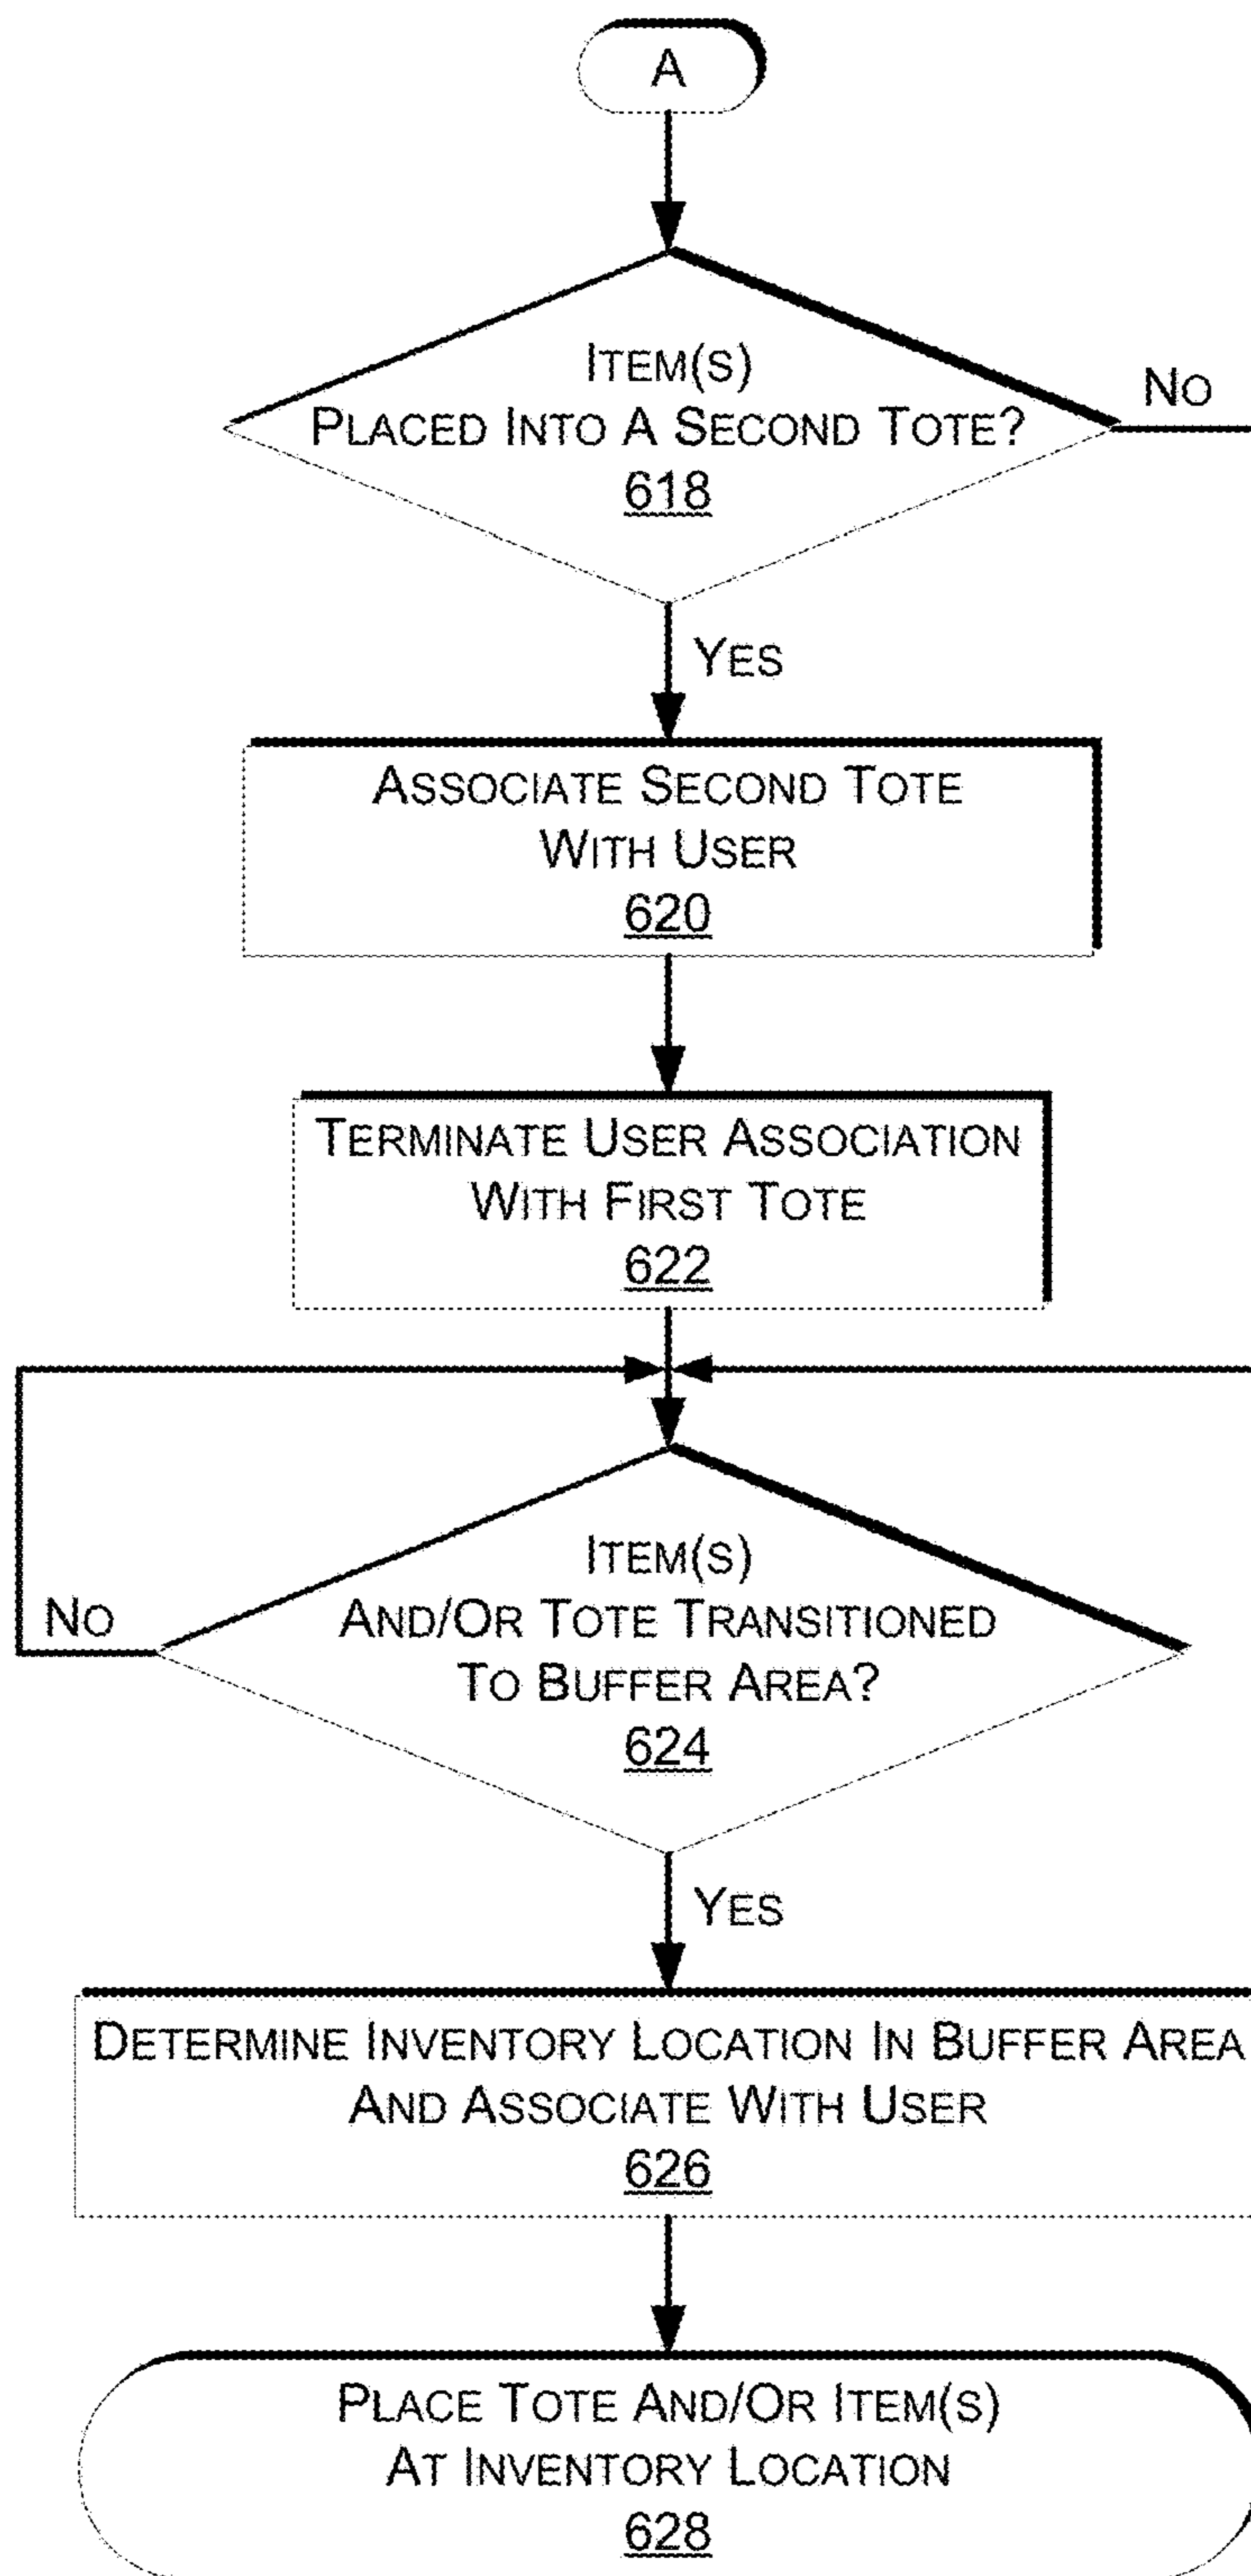 A
ITEM(S)
PLACED INTO A SECOND TOTE?
618
NO
YES
ASSOCIATE SECOND TOTE
WITH USER
620
TERMINATE USER ASSOCIATION
WITH FIRST TOTE
622
ITEM(S)
AND/OR TOTE TRANSITIONED
TO BUFFER AREA?
624
NO
YES
DETERMINE INVENTORY LOCATION IN BUFFER AREA
AND ASSOCIATE WITH USER
626
PLACE TOTE AND/OR ITEM(S)
AT INVENTORY LOCATION
628